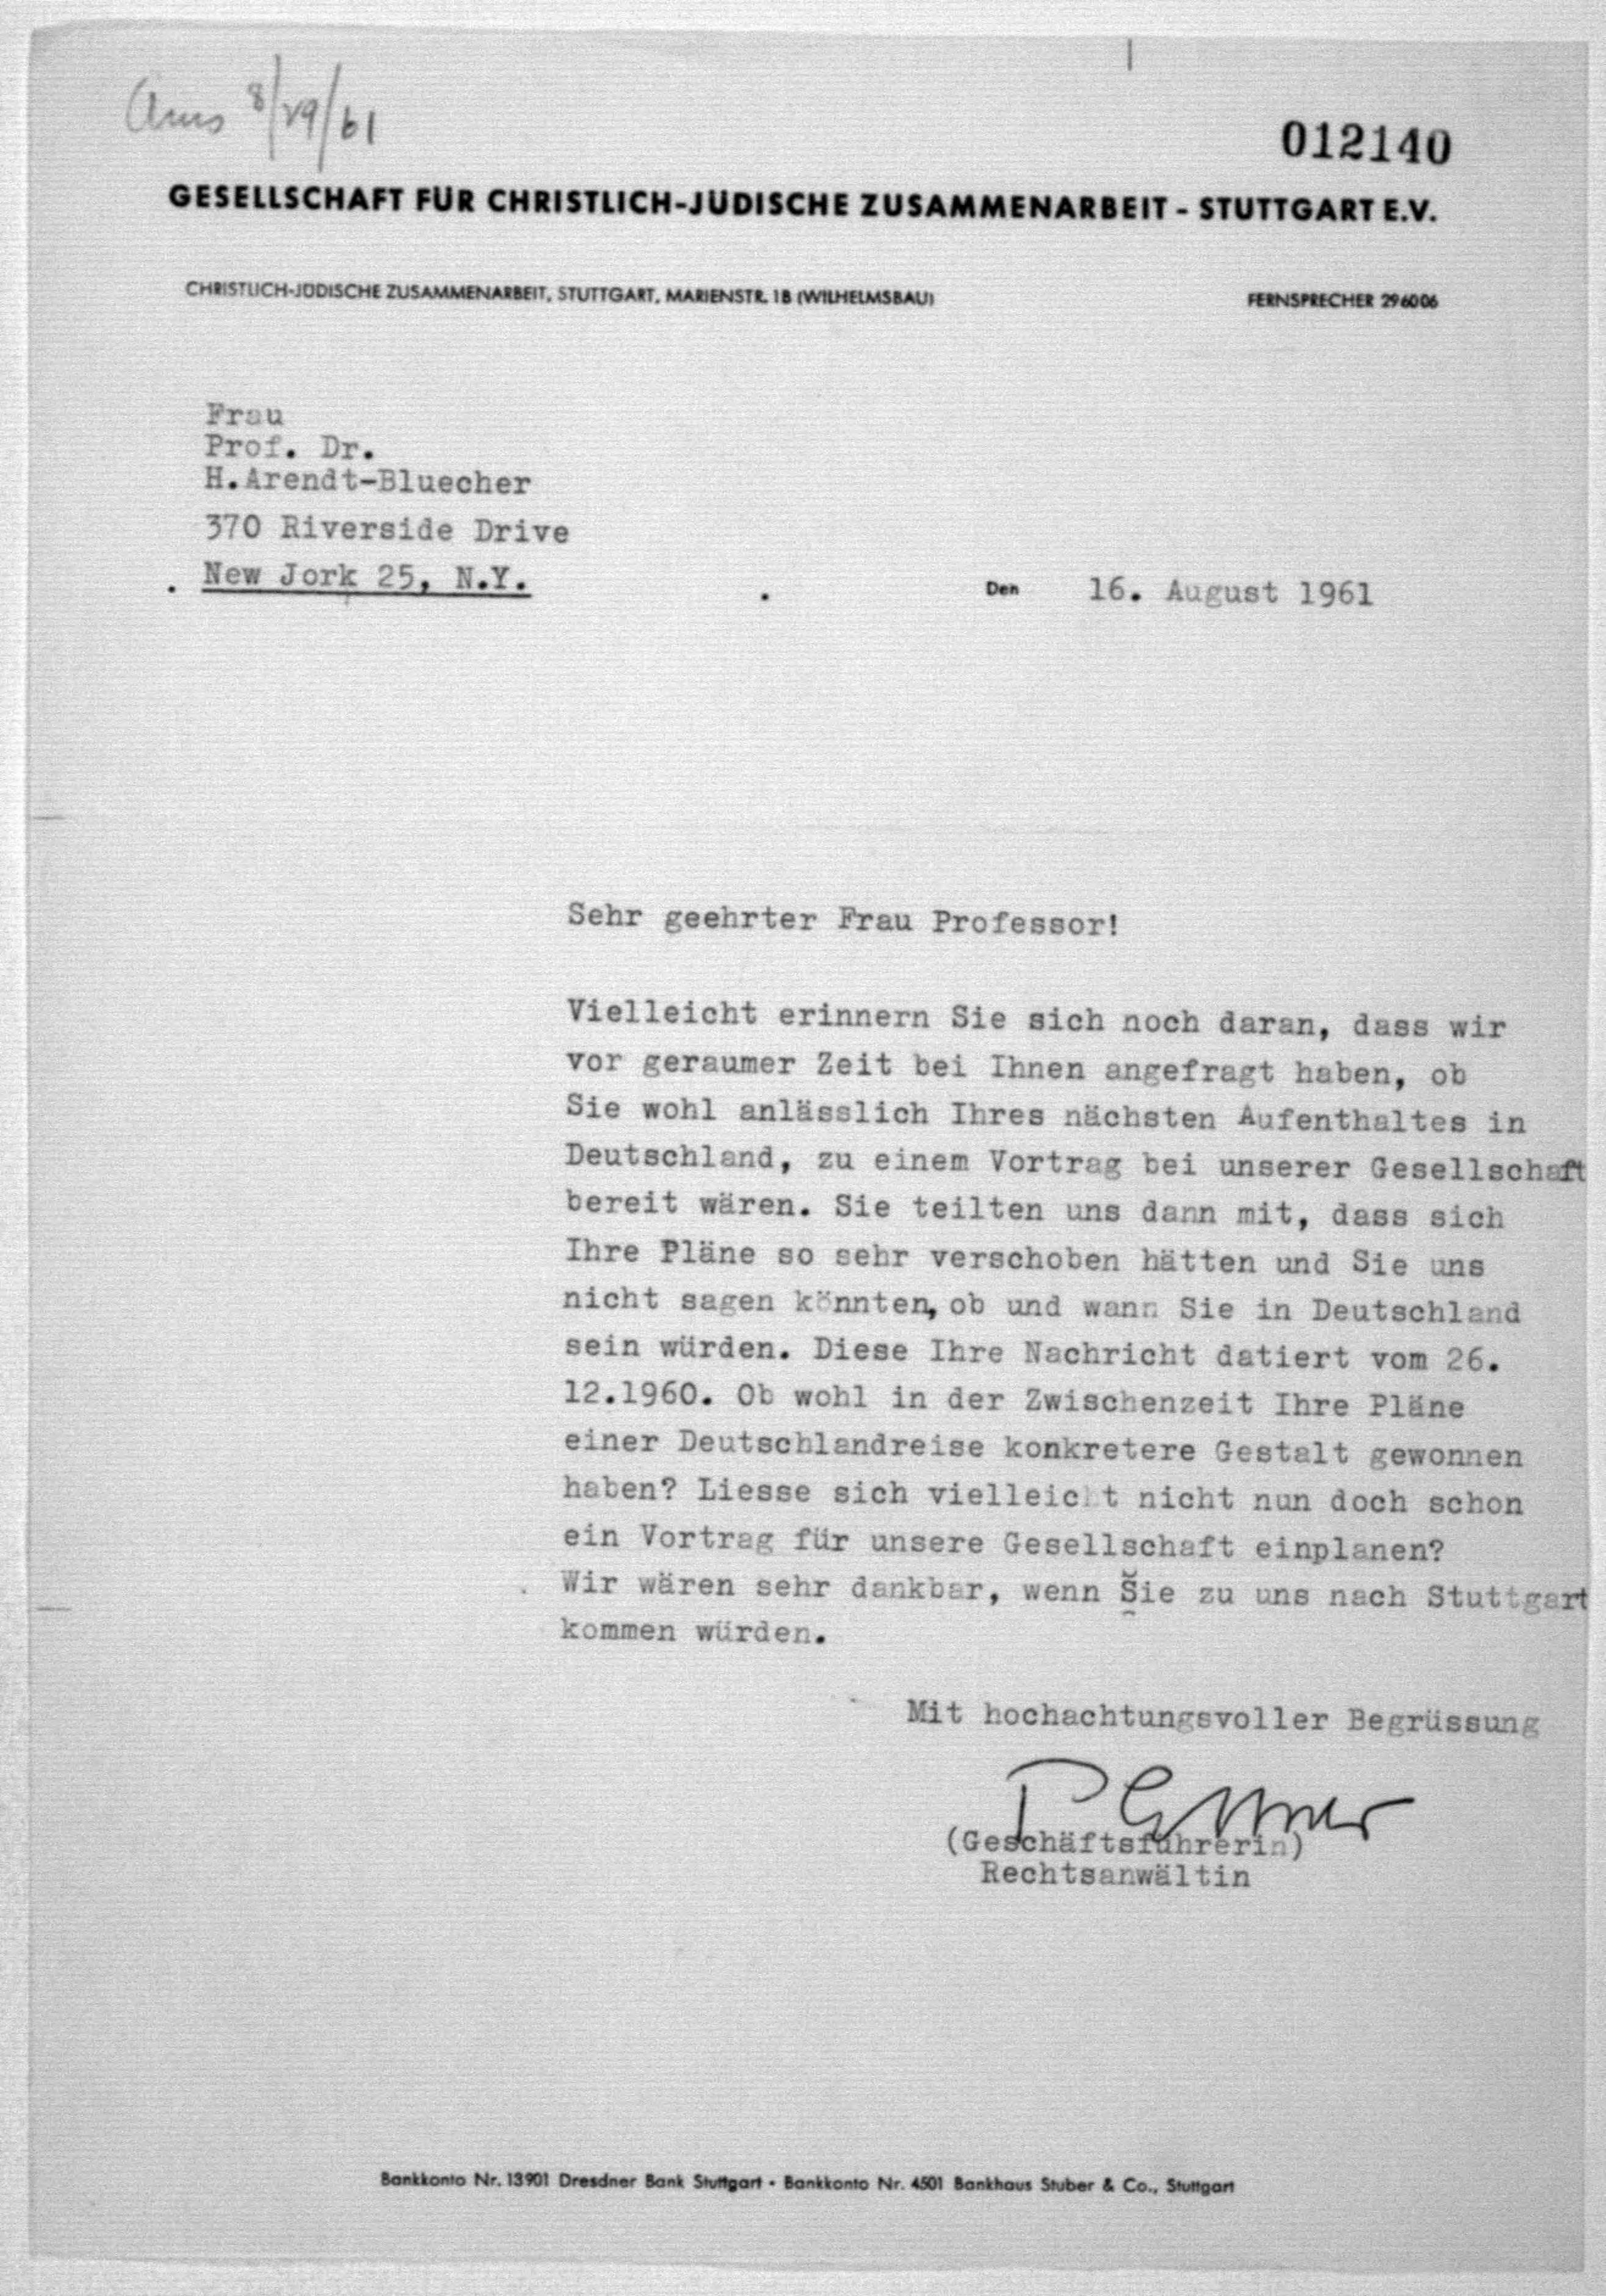 Ans 8/29/61
012140
GESELLSCHAFT FÜR CHRISTLICH-JÜDISCHE ZUSAMMENARBEIT - STUTTGART E.V.
CHRISTLICH-JÜDISCHE ZUSAMMENARBEIT, STUTTGART, MARIENSTR. 1B (WILHELMSBAU)
FERNSPRECHER 296006
Frau
Prof. Dr.
H.Arendt-Bluecher
370 Riverside Drive
New Jork 25, N.Y.
Den 16. August 1961
Sehr geehrter Frau Professor!
Vielleicht erinnern Sie sich noch daran, dass wir
vor geraumer Zeit bei Ihnen angefragt haben, ob
Sie wohl anlässlich Ihres nächsten Aufenthaltes in
Deutschland, zu einem Vortrag bei unserer Gesellschaft
bereit wären. Sie teilten uns dann mit, dass sich
Ihre Pläne so sehr verschoben hätten und Sie uns
nicht sagen könnten, ob und wann Sie in Deutschland
sein würden. Diese Ihre Nachricht datiert vom 26.
12.1960. Ob wohl in der Zwischenzeit Ihre Pläne
einer Deutschlandreise konkretere Gestalt gewonnen
haben? Liesse sich vielleicht nicht nun doch schon
ein Vortrag für unsere Gesellschaft einplanen?
Wir wären sehr dankbar, wenn Sie zu uns nach Stuttgart
kommen würden.
Mit hochachtungsvoller Begrüssung
(Geschäftsführerin)
Rechtsanwältin
Bankkonto Nr. 13901 Dresdner Bank Stuttgart • Bankkonto Nr. 4501 Bankhaus Stuber & Co., Stuttgart